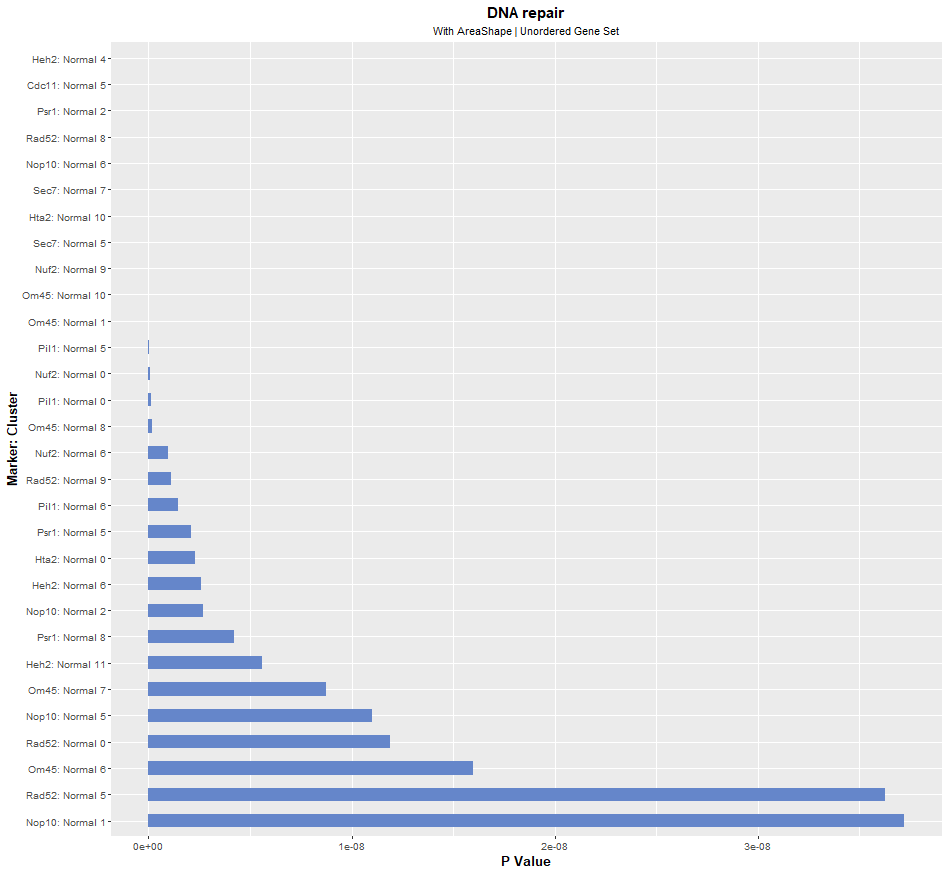 DNA repair
With AreaShape | Unordered Gene Set
Marker: Cluster
Heh2: Normal 4
Cdc11: Normal 5
Psr1: Normal 2
Rad52: Normal 8
Nop10: Normal 6
Sec7: Normal 7
Hta2: Normal 10
Sec7: Normal 5
Nuf2: Normal 9
Om45: Normal 10
Om45: Normal 1
Pil1: Normal 5
Nuf2: Normal 0
Pil1: Normal 0
Om45: Normal 8
Nuf2: Normal 6
Rad52: Normal 9
Pil1: Normal 6
Psr1: Normal 5
Hta2: Normal 0
Heh2: Normal 6
Nop10: Normal 2
Psr1: Normal 8
Heh2: Normal 11
Om45: Normal 7
Nop10: Normal 5
Rad52: Normal 0
Om45: Normal 6
Rad52: Normal 5
Nop10: Normal 1
0e+00 1e-08 2e-08 3e-08
P Value